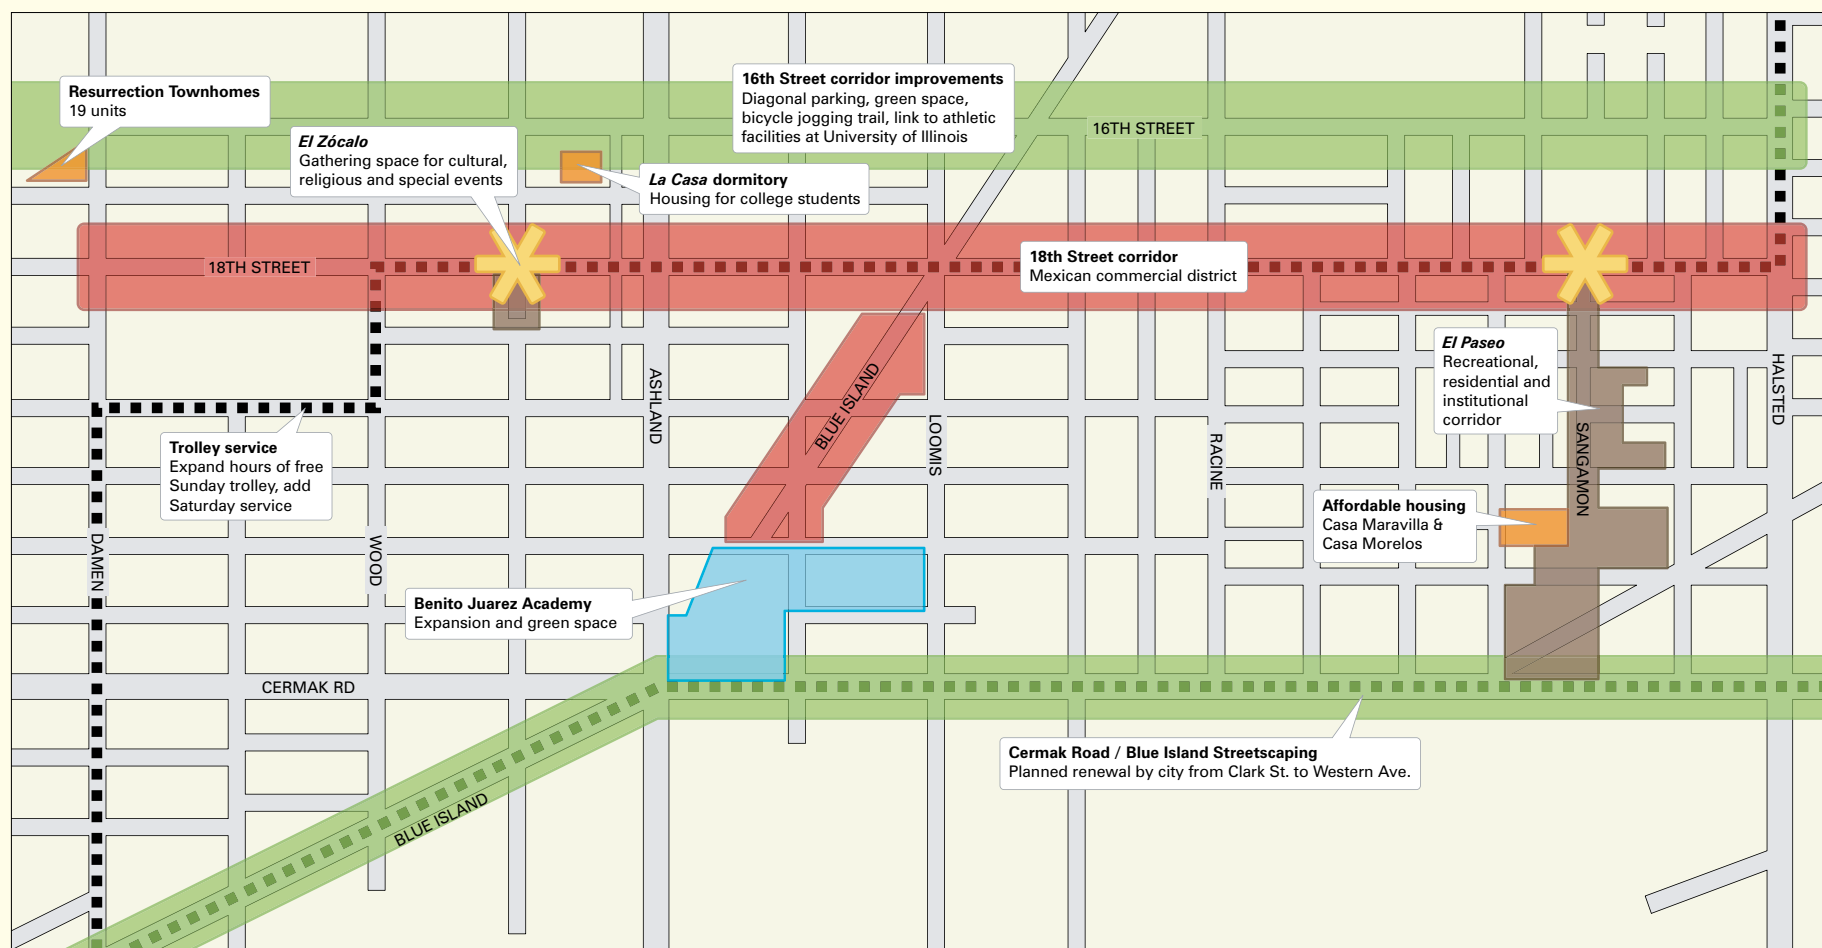 Resurrection Townhomes
19 units
16th Street corridor improvements
Diagonal parking, green space,
bicycle jogging trail, link to athletic
facilities at University of Illinois
16TH STREET
El Zócalo
Gathering space for cultural,
religious and special events
La Casa dormitory
Housing for college students
18TH STREET
18th Street corridor
Mexican commercial district
El Paseo
Recreational,
residential and
institutional
corridor
ASHLAND
BLUE ISLAND
LOOMIS
RACINE
SANGAMON
HALSTED
Trolley service
Expand hours of free
Sunday trolley, add
Saturday service
Affordable housing
Casa Maravilla &
Casa Morelos
DAMEN
WOOD
Benito Juarez Academy
Expansion and green space
CERMAK RD
Cermak Road / Blue Island Streetscaping
Planned renewal by city from Clark St. to Western Ave.
BLUE ISLAND